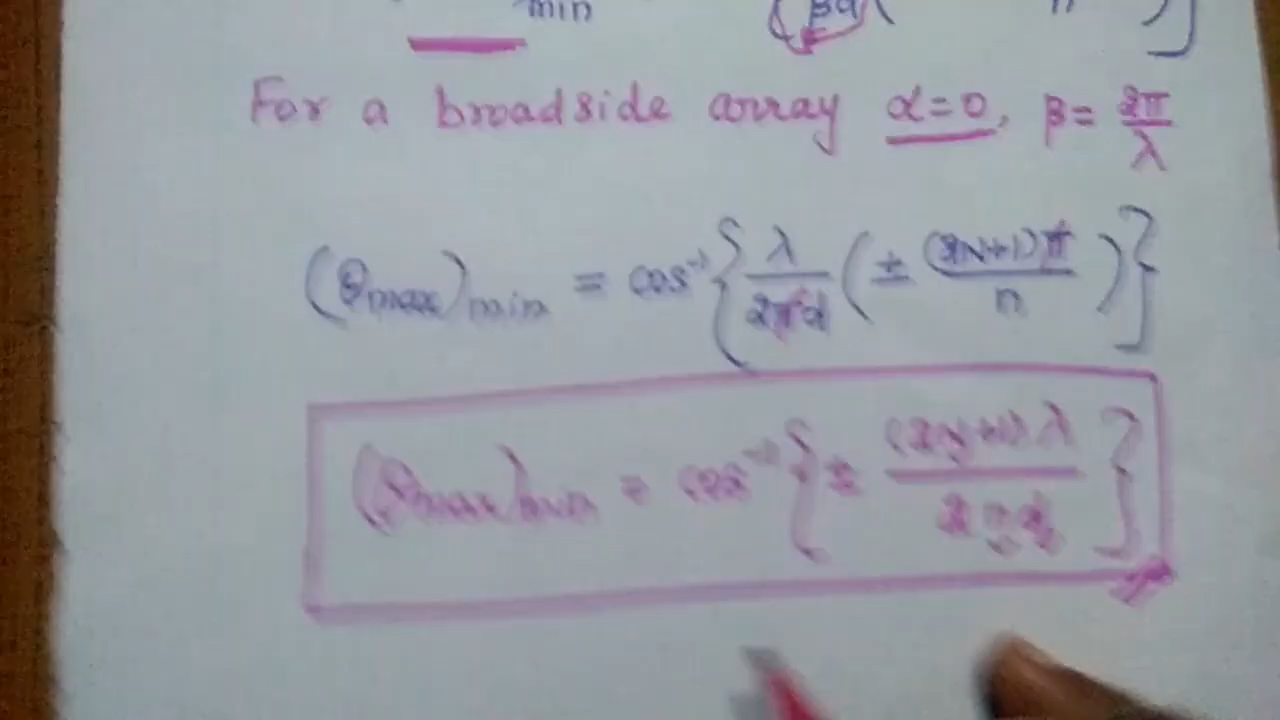 min { βd ( n ) ]
For a broadside array α=0, β= 2π/λ
(θmax)min = cos⁻¹ { λ/2πd ( ± (2N+1)π/n ) }
(θmax)min = cos⁻¹ { ± (2N+1)λ/2nd }